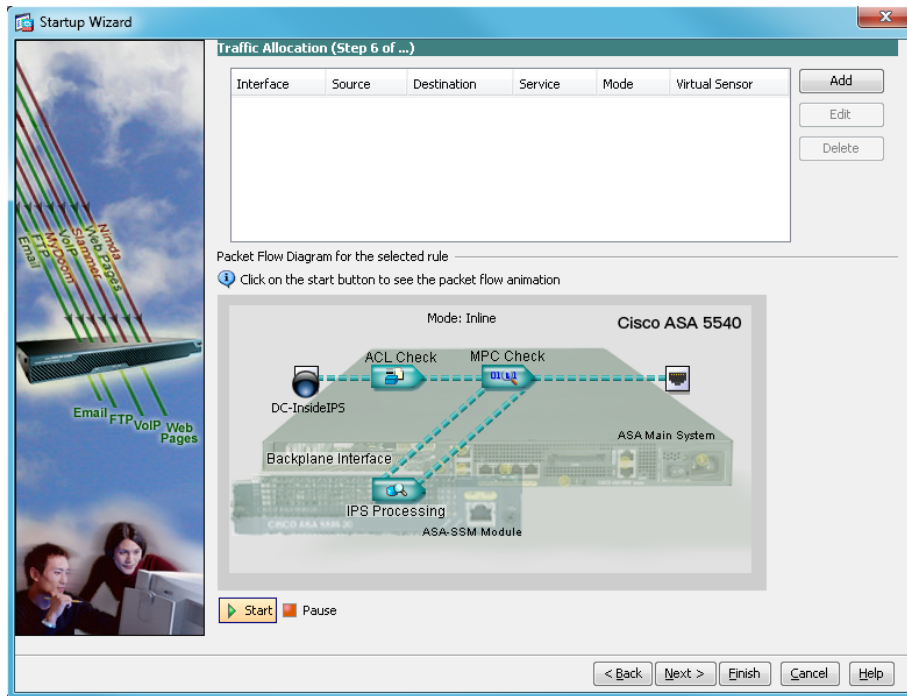 Startup Wizard
Traffic Allocation (Step 6 of ...)
Interface Source Destination Service Mode Virtual Sensor
Add
Edit
Delete
Packet Flow Diagram for the selected rule
Click on the start button to see the packet flow animation
Mode: Inline
Cisco ASA 5540
ACL Check
MPC Check
DC-InsideIPS
ASA Main System
Backplane Interface
IPS Processing
ASA-SSM Module
Start
Pause
Nimda
Web Pages
Slammer
VoIP
MyDoom
FTP
Email
Email
FTP
VoIP
Web
Pages
< Back
Next >
Finish
Cancel
Help